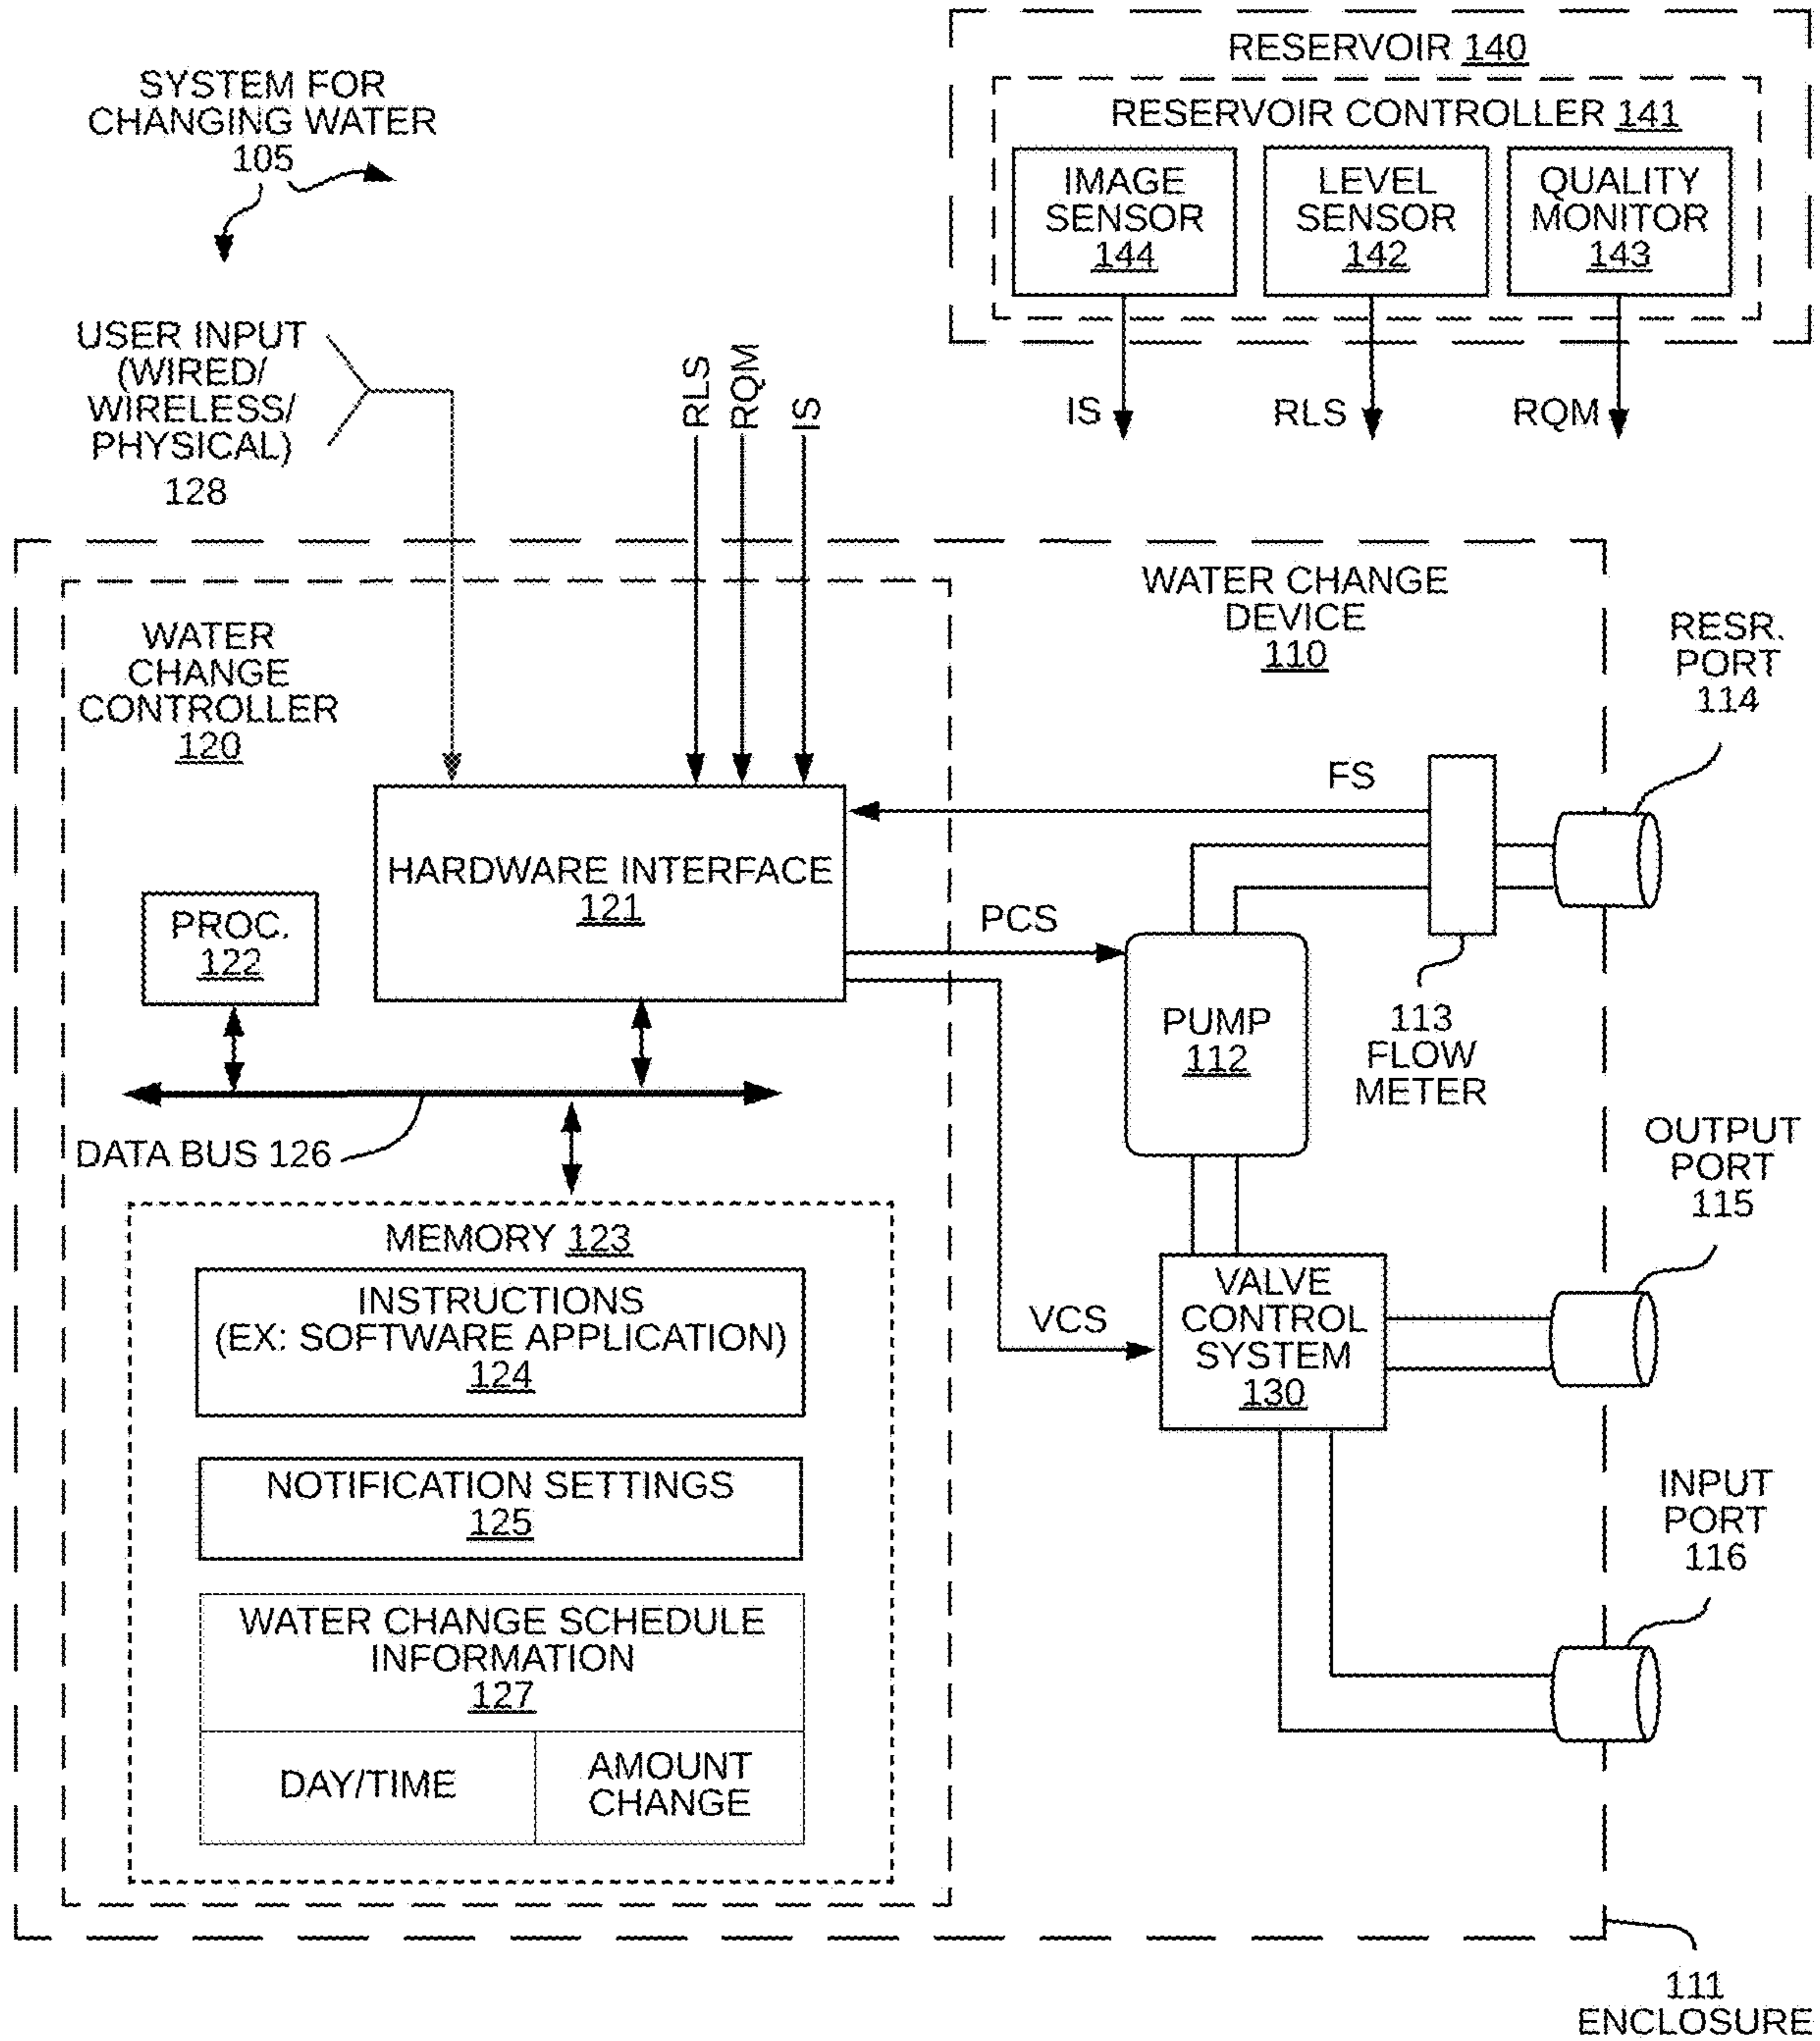 RESERVOIR 140
RESERVOIR CONTROLLER 141
IMAGE
SENSOR
144
LEVEL
SENSOR
142
QUALITY
MONITOR
143
IS
RLS
RQM
SYSTEM FOR
CHANGING WATER
105
USER INPUT
(WIRED/
WIRELESS/
PHYSICAL)
128
RLS
RQM
IS
WATER CHANGE
DEVICE
110
WATER
CHANGE
CONTROLLER
120
HARDWARE INTERFACE
121
PROC.
122
DATA BUS 126
MEMORY 123
INSTRUCTIONS
(EX: SOFTWARE APPLICATION)
124
NOTIFICATION SETTINGS
125
WATER CHANGE SCHEDULE
INFORMATION
127
DAY/TIME
AMOUNT
CHANGE
FS
PCS
VCS
PUMP
112
113
FLOW
METER
VALVE
CONTROL
SYSTEM
130
RESR.
PORT
114
OUTPUT
PORT
115
INPUT
PORT
116
111
ENCLOSURE